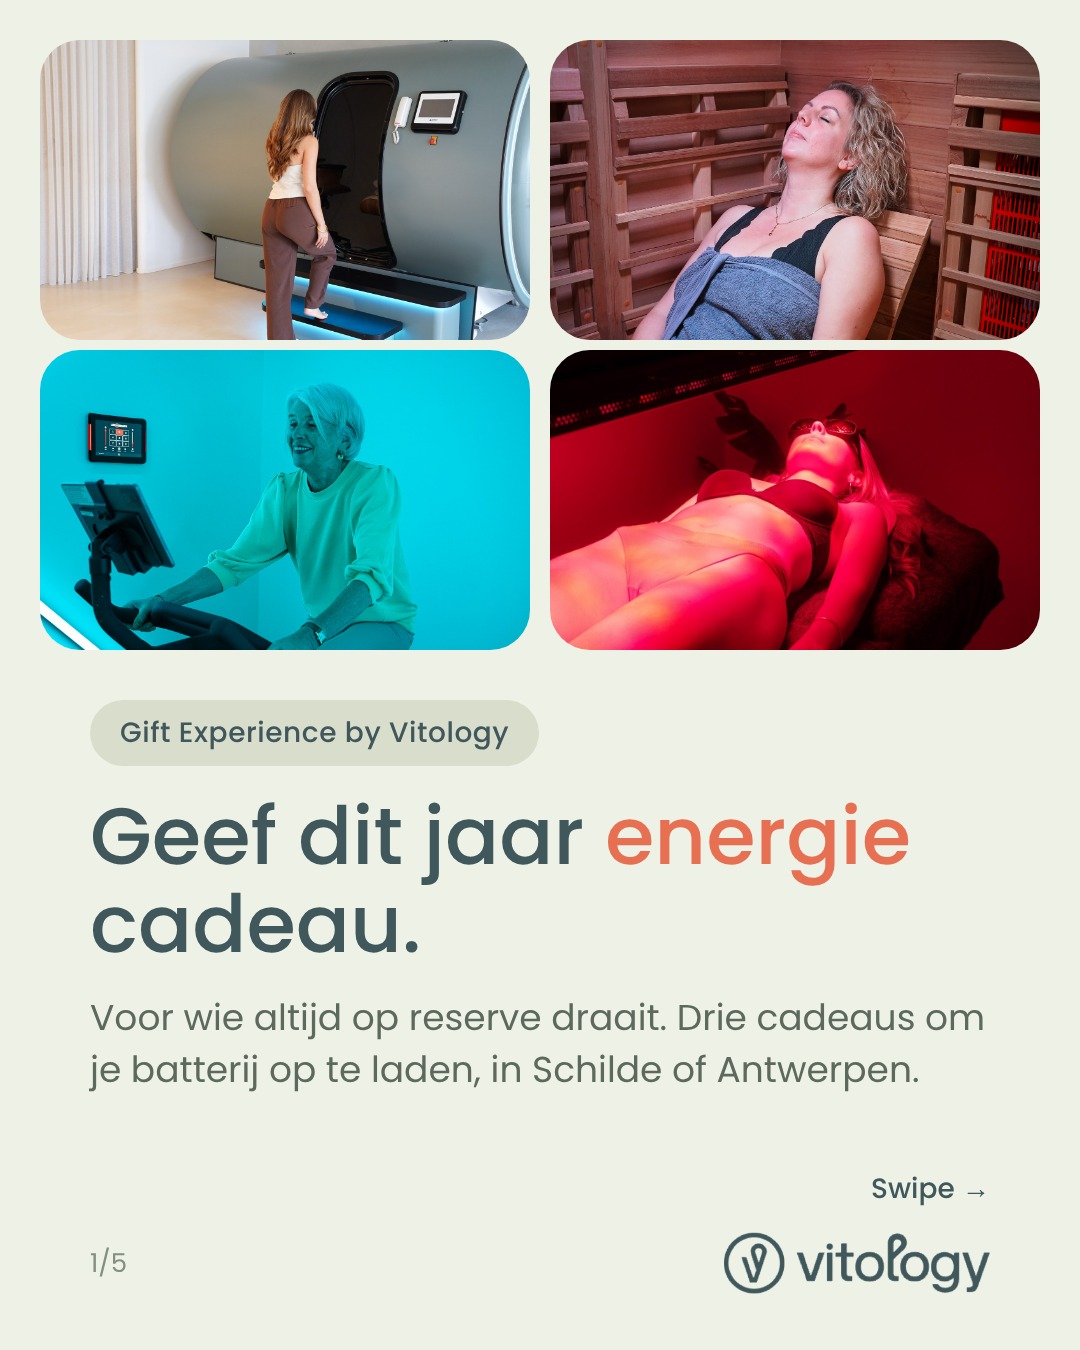 Gift Experience by Vitology
Geef dit jaar energie
cadeau.
Voor wie altijd op reserve draait. Drie cadeaus om
je batterij op te laden, in Schilde of Antwerpen.
Swipe →
1/5
vitology